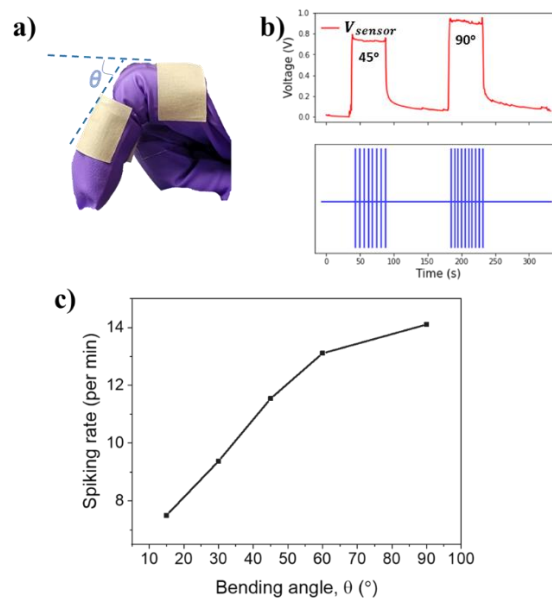 a)
θ
b)
Voltage (V)
1.0
0.8
0.6
0.4
0.2
0.0
V_sensor
45°
90°
0 50 100 150 200 250 300
Time (s)
c)
Spiking rate (per min)
14
12
10
8
10 20 30 40 50 60 70 80 90 100
Bending angle, θ (°)